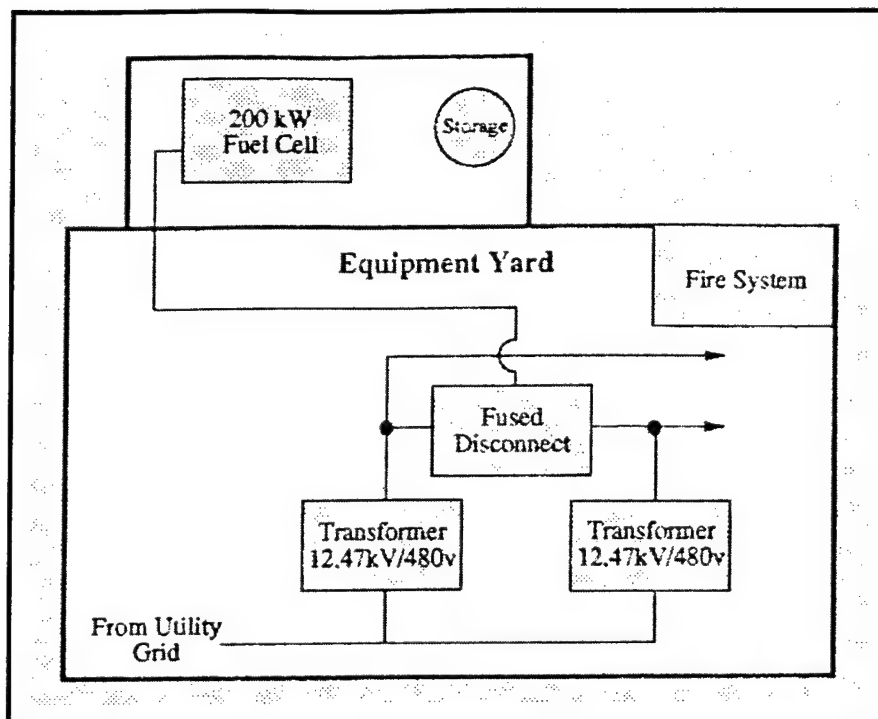 200 kW
Fuel Cell
Storage
Equipment Yard
Fire System
Fused
Disconnect
Transformer
12.47kV/480v
Transformer
12.47kV/480v
From Utility
Grid